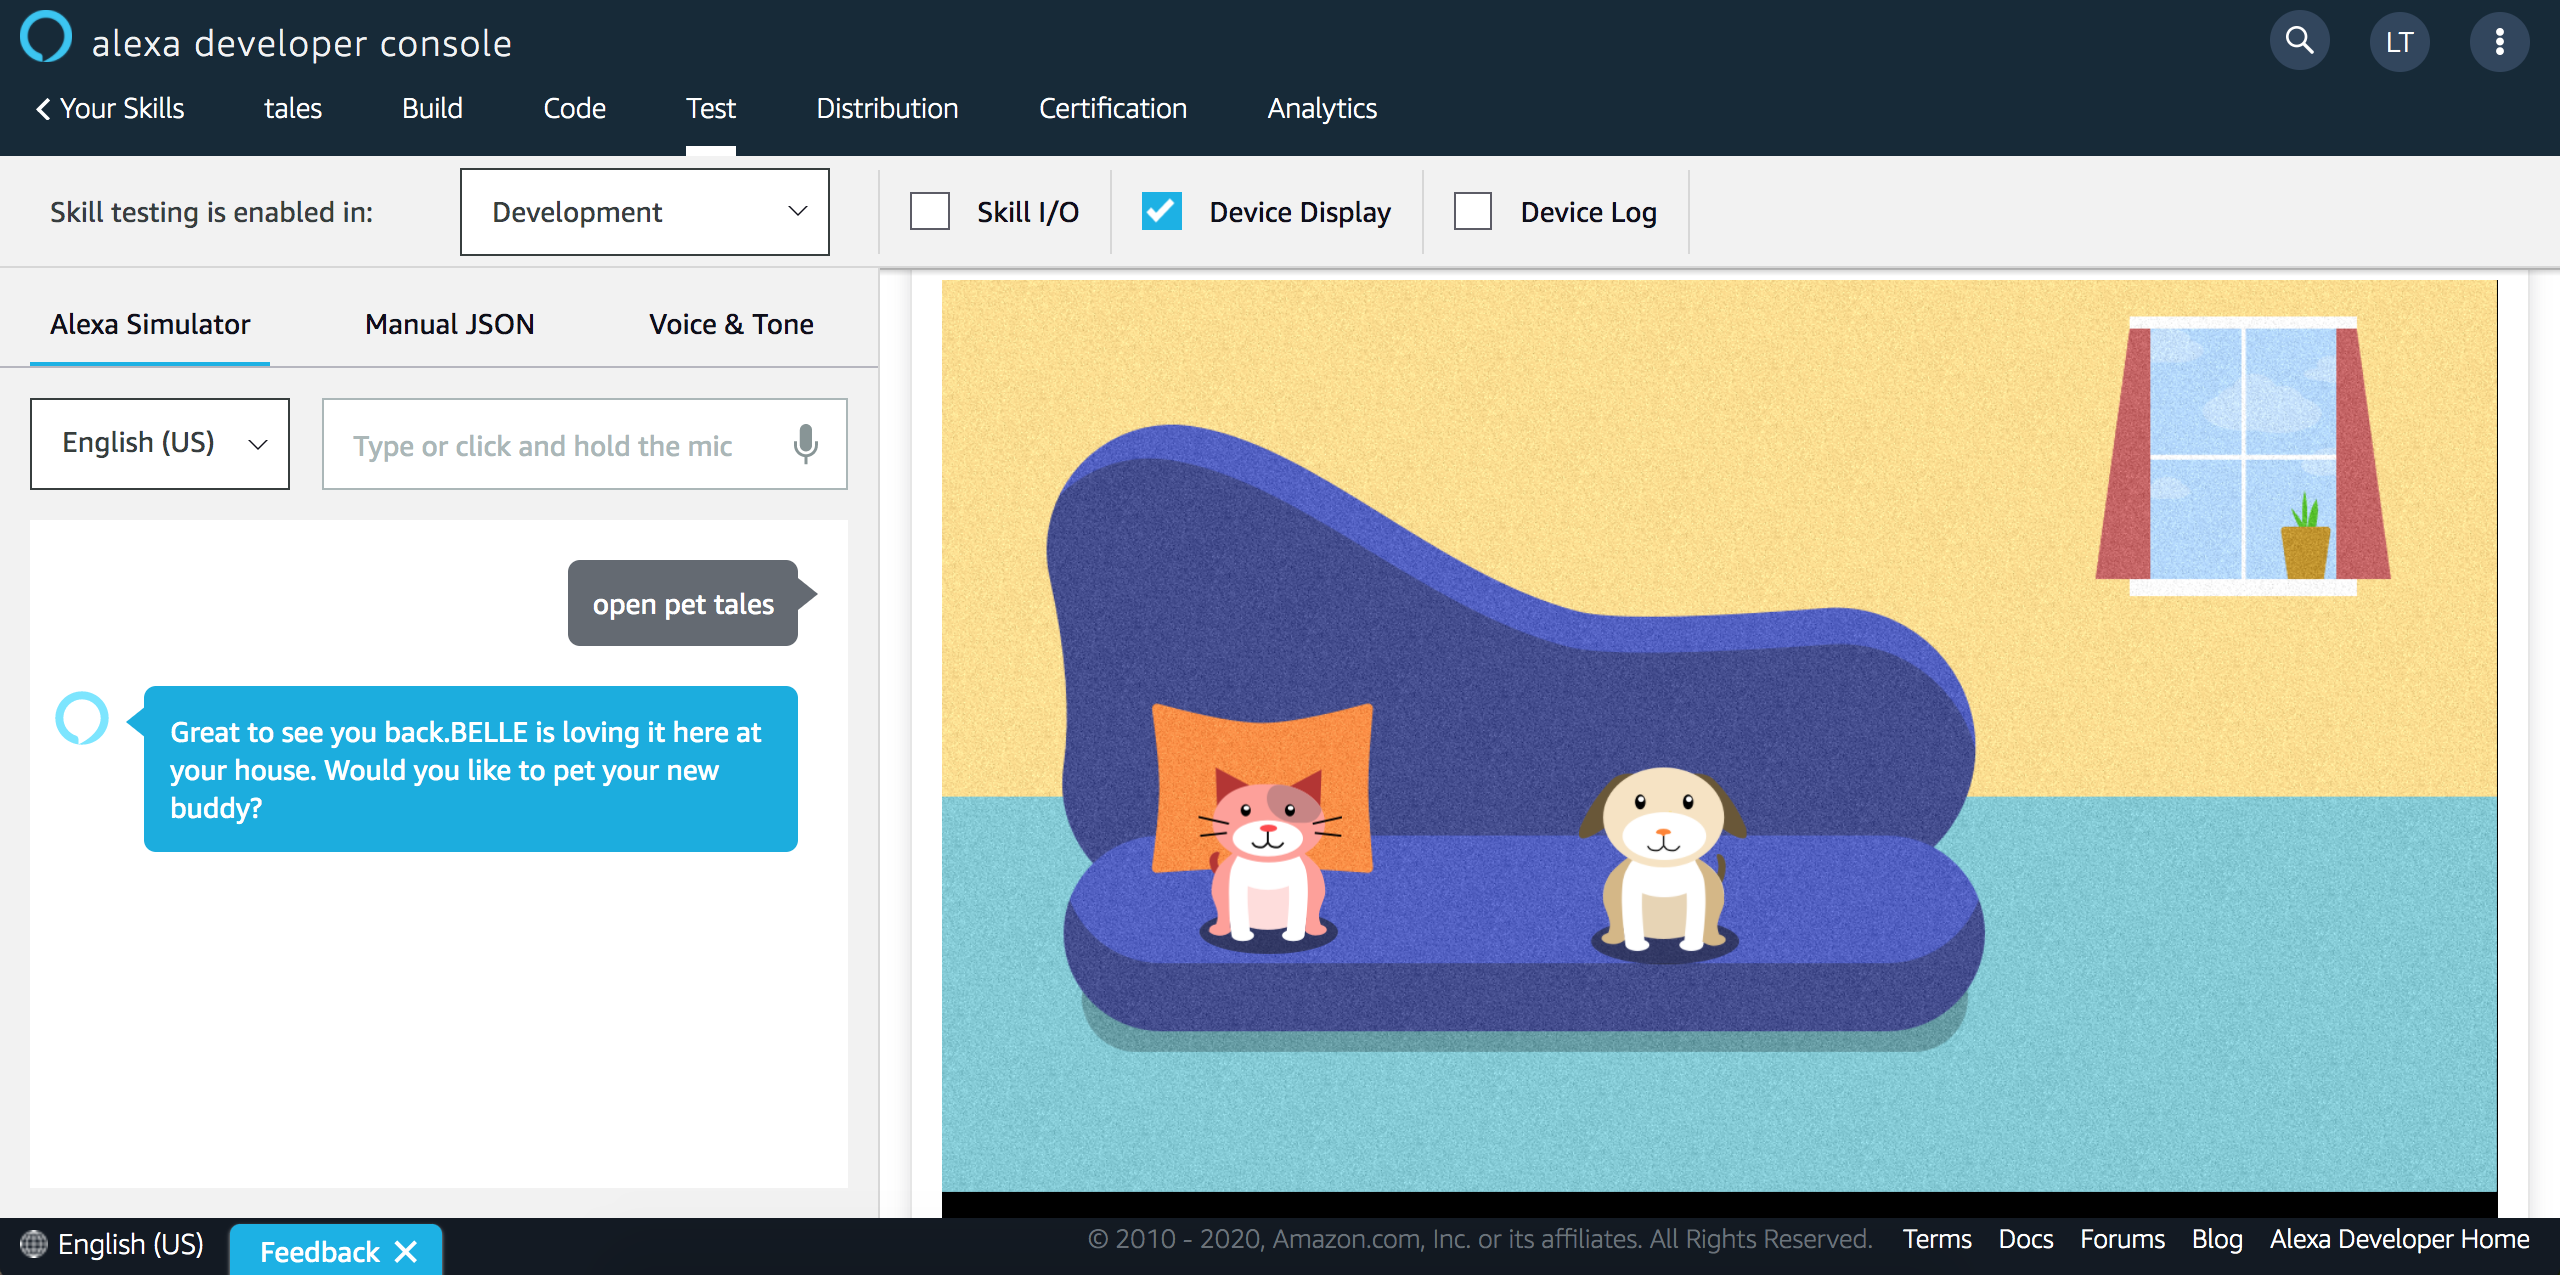 alexa developer console
LT
Your Skills
tales
Build
Code
Test
Distribution
Certification
Analytics
Skill testing is enabled in:
Development
Skill I/O
Device Display
Device Log
Alexa Simulator
Manual JSON
Voice & Tone
English (US)
Type or click and hold the mic
open pet tales
Great to see you back.BELLE is loving it here at
your house. Would you like to pet your new
buddy?
English (US)
Feedback
© 2010 - 2020, Amazon.com, Inc. or its affiliates. All Rights Reserved.
Terms
Docs
Forums
Blog
Alexa Developer Home